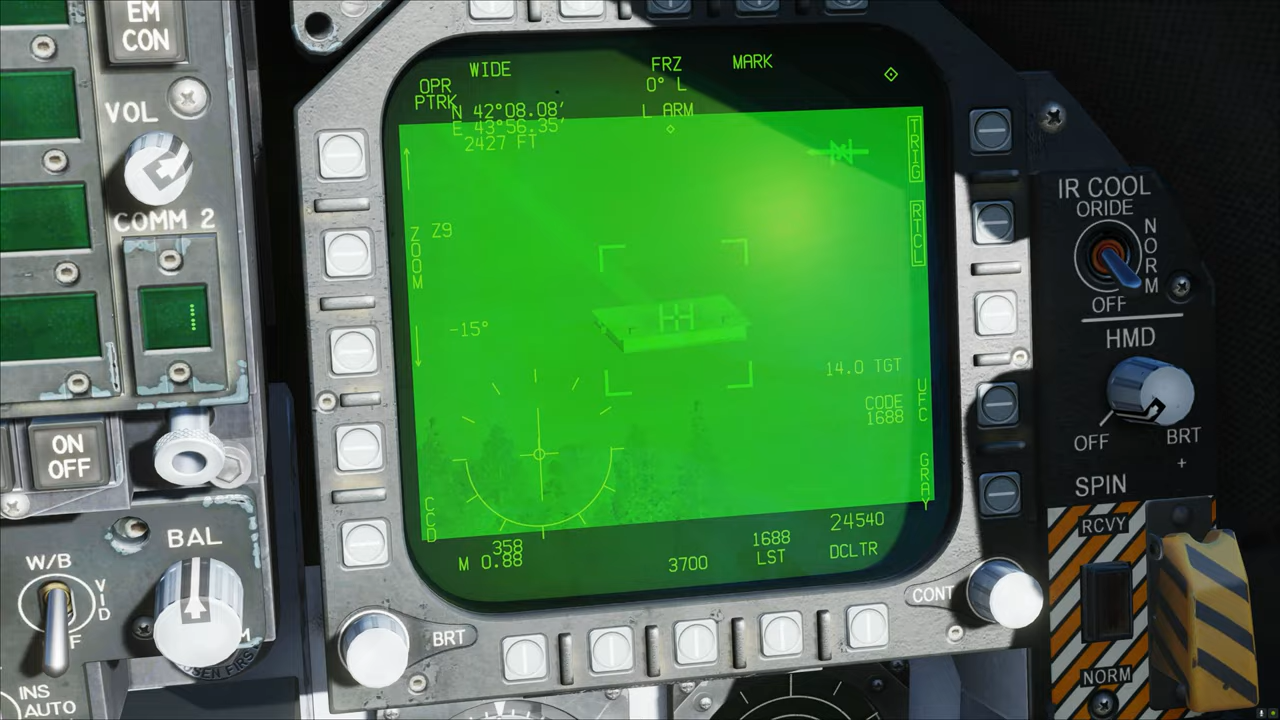 EM
CON
VOL
COMM 2
ON
OFF
W/B
VID
F
BAL
INS
AUTO
WIDE
FRZ
MARK
OPR
0° L
PTRK
N 42°08.08'
L ARM
E 43°56.35'
2427 FT
TRIG
ZOOM
Z9
RTCL
-15°
14.0 TGT
CODE
1688
UFC
GRAY
CCD
358
M 0.88
3700
1688
LST
24540
DCLTR
BRT
CONT
IR COOL
ORIDE
NORM
OFF
HMD
OFF
BRT
+
SPIN
RCVY
NORM